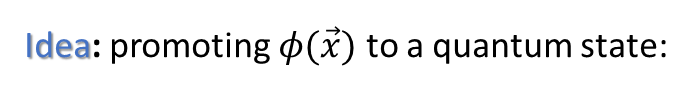 Idea: promoting ϕ(x⃗) to a quantum state: